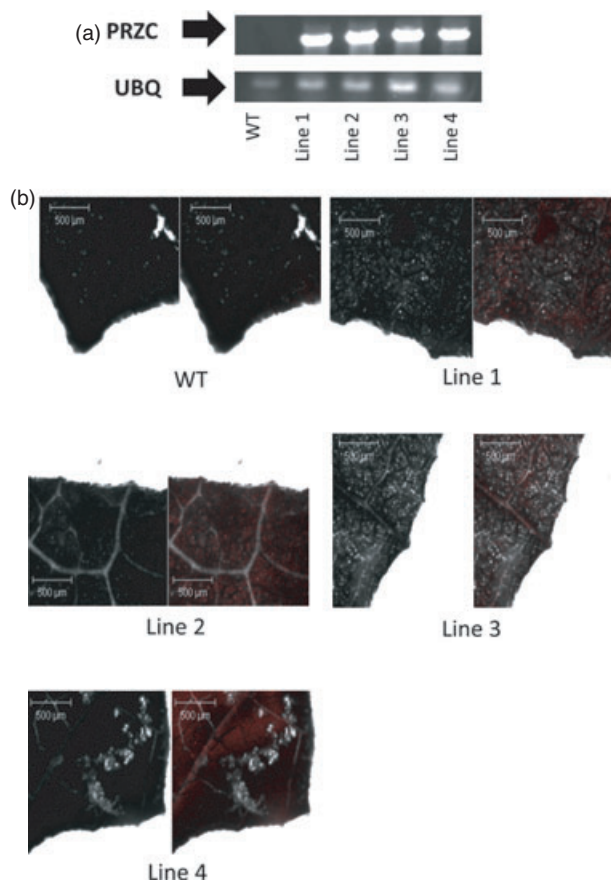 (a) PRZC
UBQ
WT Line 1 Line 2 Line 3 Line 4
(b)
500 µm 500 µm 500 µm 500 µm
WT Line 1
500 µm 500 µm 500 µm 500 µm
Line 2 Line 3
500 µm 500 µm
Line 4